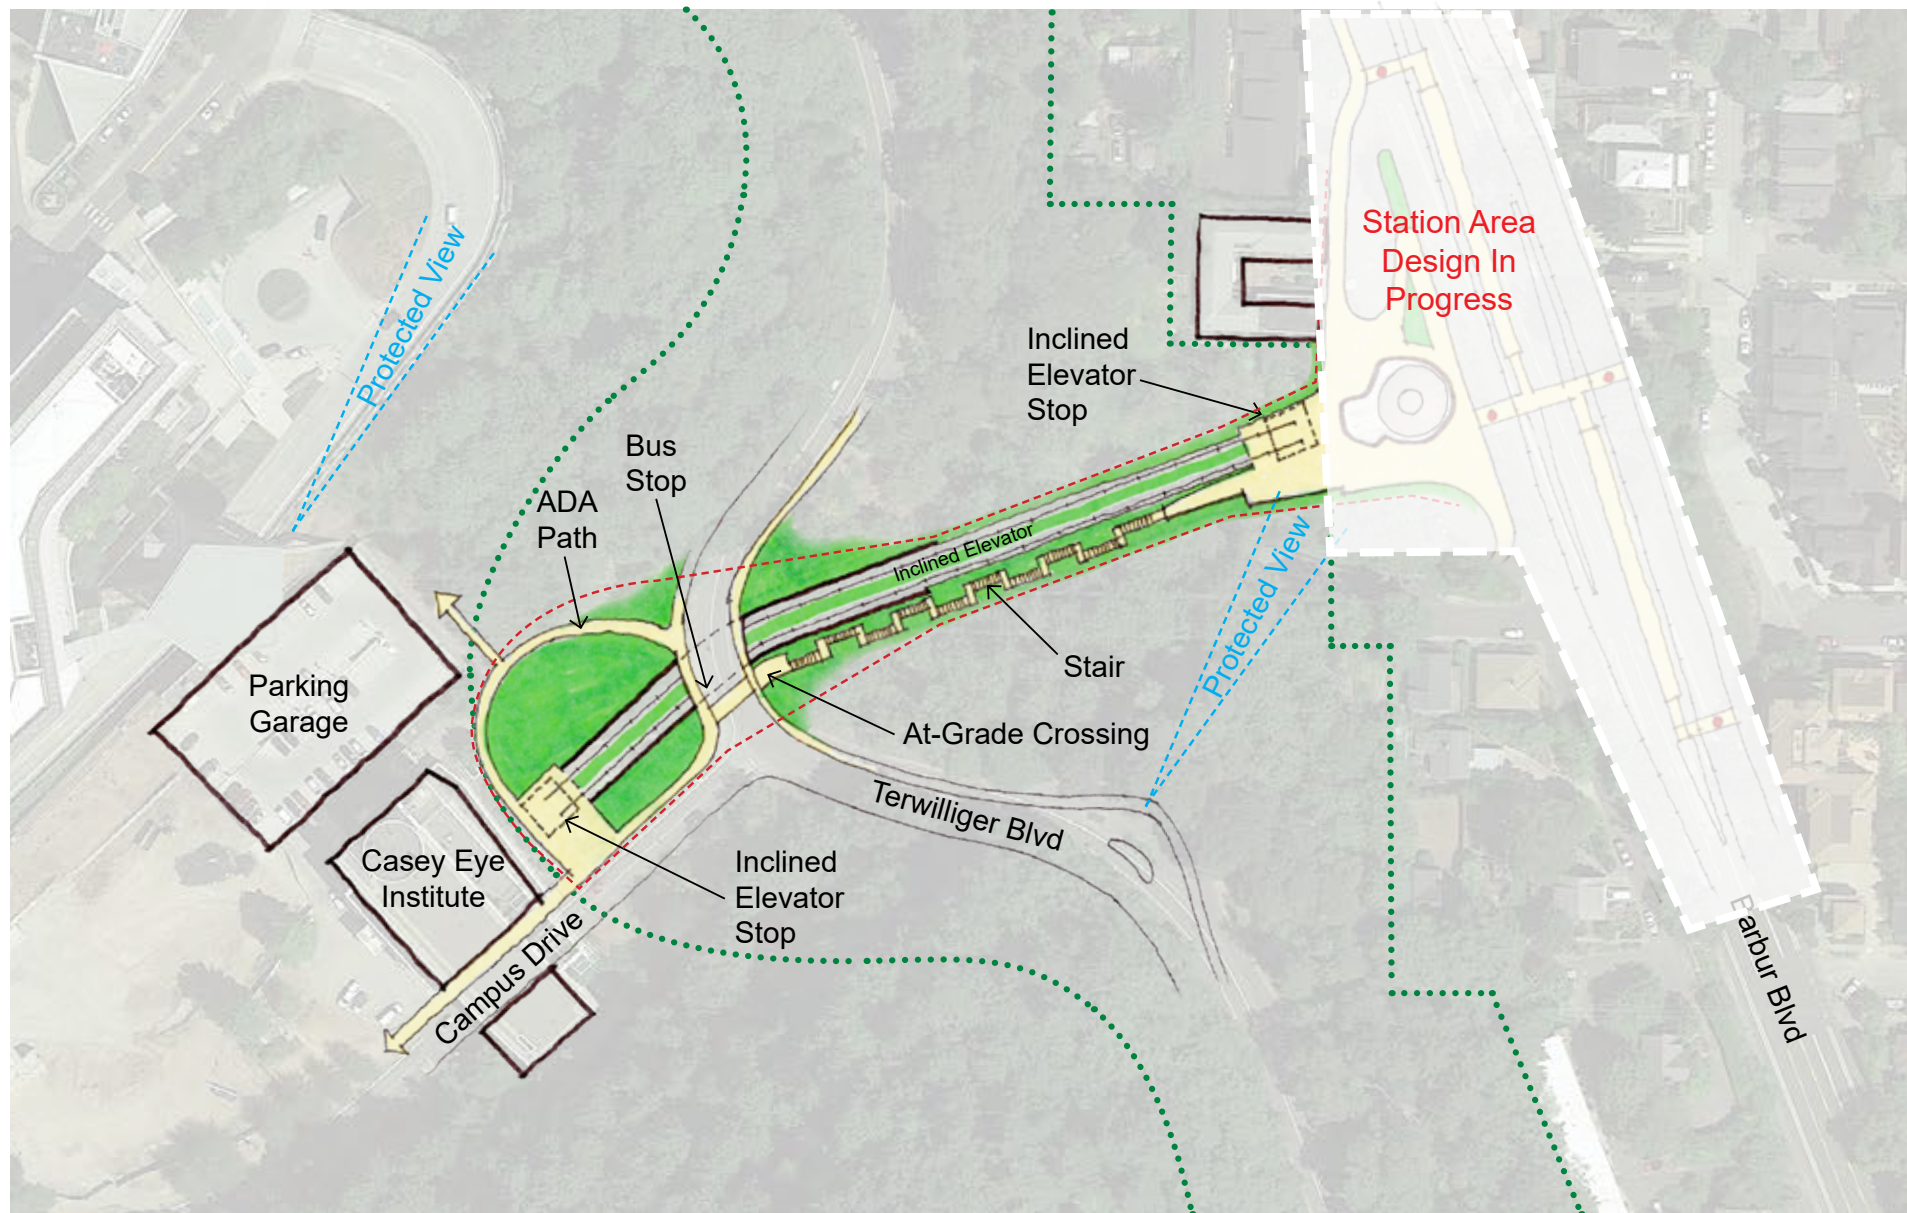 Station Area
Design In
Progress
Protected View
Inclined
Elevator
Stop
Bus
Stop
ADA
Path
Inclined Elevator
Protected View
Stair
Parking
Garage
At-Grade Crossing
Terwilliger Blvd
Casey Eye
Institute
Inclined
Elevator
Stop
Campus Drive
Barbur Blvd